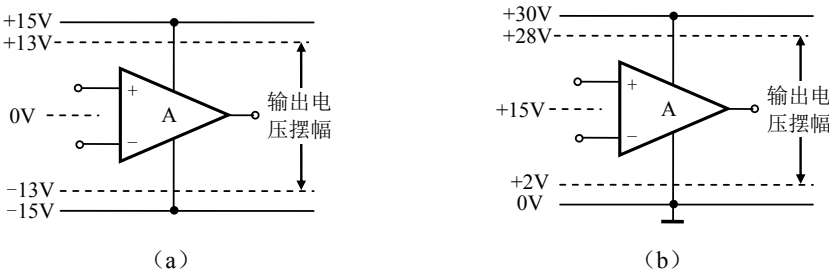 +15V
+13V
+
A
0V
−
输出电
压摆幅
−13V
−15V
(a)
+30V
+28V
+
A
+15V
−
输出电
压摆幅
+2V
0V
(b)